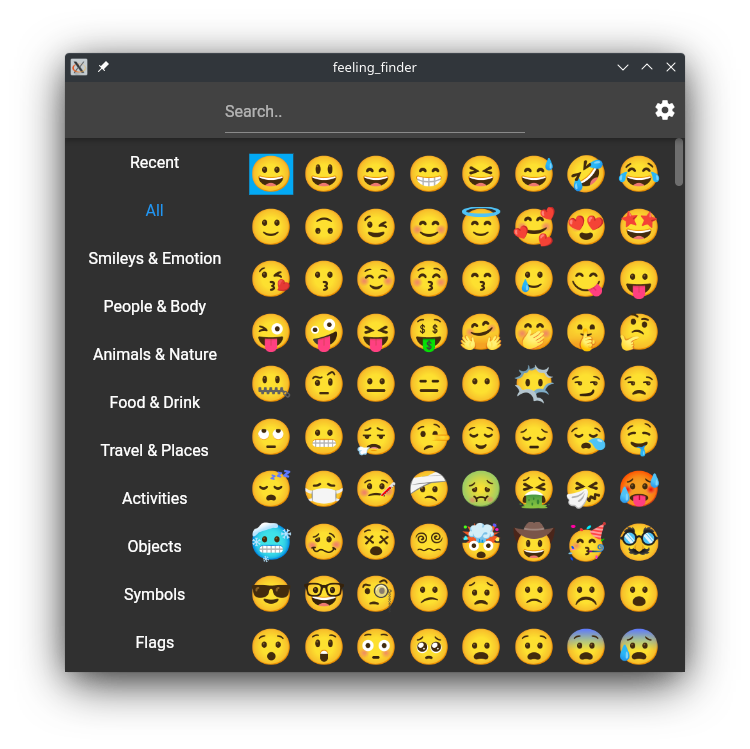 feeling_finder
Search..
Recent
All
Smileys & Emotion
People & Body
Animals & Nature
Food & Drink
Travel & Places
Activities
Objects
Symbols
Flags